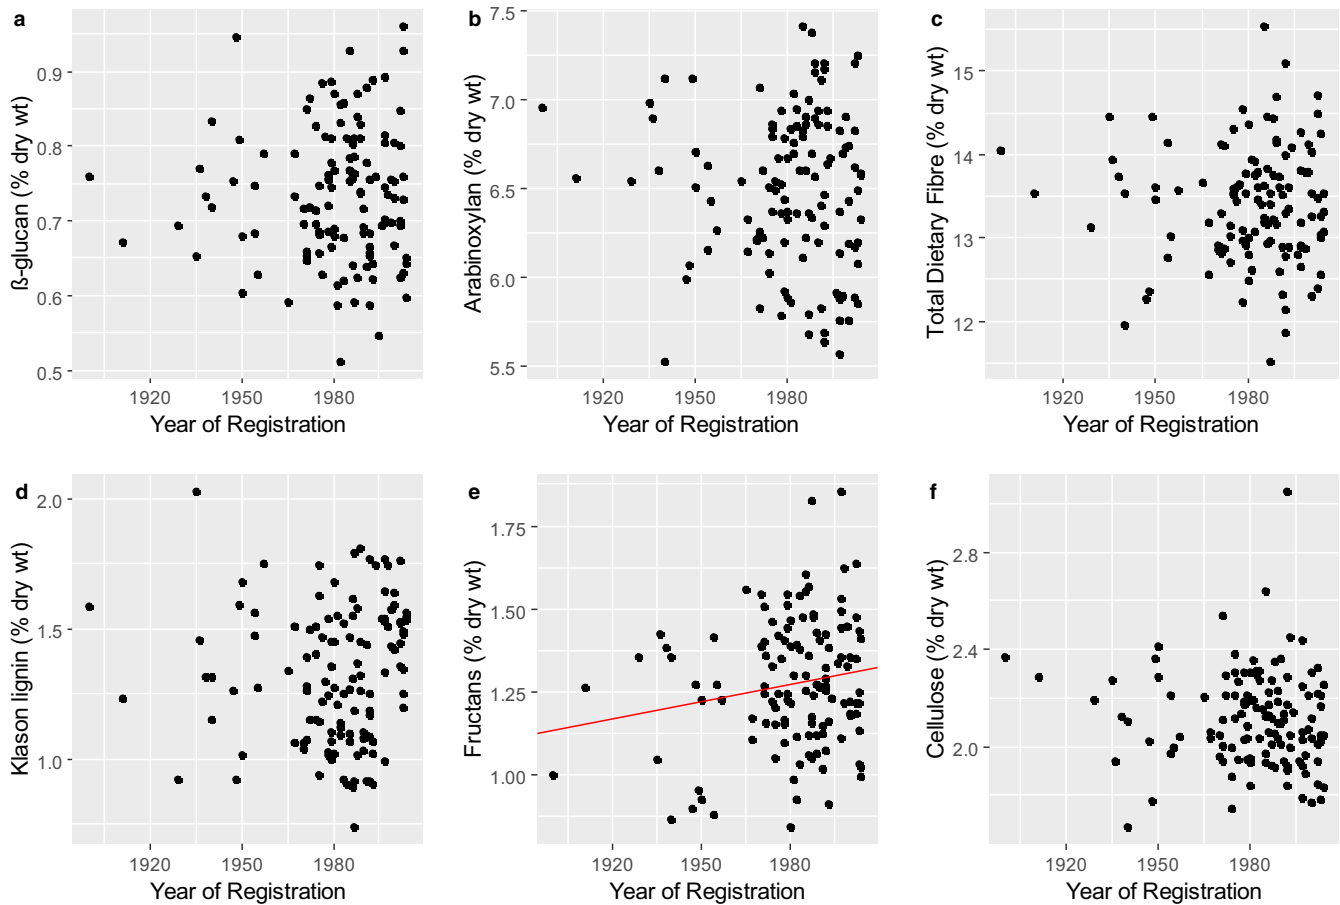 a
ß-glucan (% dry wt)
0.9
0.8
0.7
0.6
0.5
1920 1950 1980
Year of Registration
b
Arabinoxylan (% dry wt)
7.5
7.0
6.5
6.0
5.5
1920 1950 1980
Year of Registration
c
Total Dietary Fibre (% dry wt)
15
14
13
12
1920 1950 1980
Year of Registration
d
Klason lignin (% dry wt)
2.0
1.5
1.0
1920 1950 1980
Year of Registration
e
Fructans (% dry wt)
1.75
1.50
1.25
1.00
1920 1950 1980
Year of Registration
f
Cellulose (% dry wt)
2.8
2.4
2.0
1920 1950 1980
Year of Registration